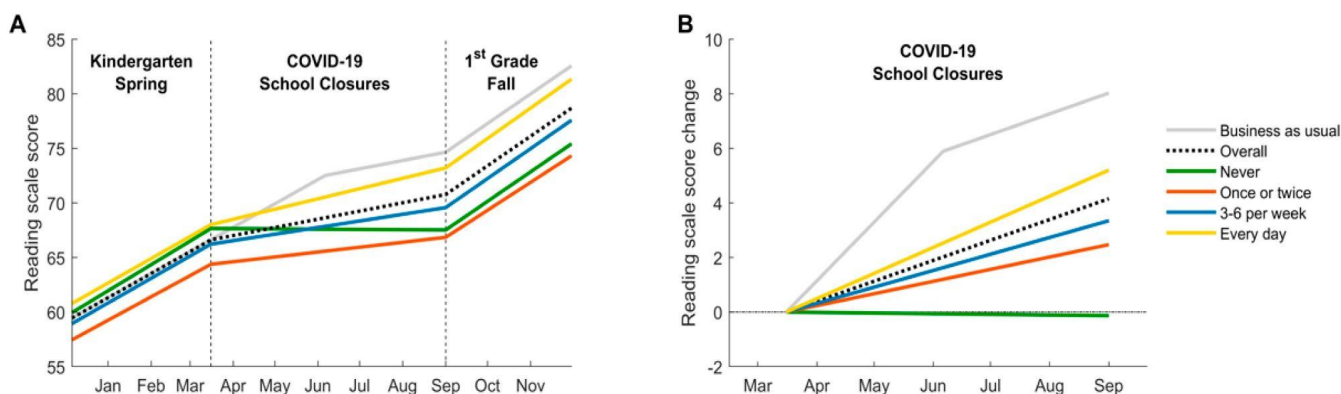 A
85
80
75
70
65
60
55
Reading scale score
Kindergarten
Spring
COVID-19
School Closures
1st Grade
Fall
Jan Feb Mar Apr May Jun Jul Aug Sep Oct Nov
B
10
8
6
4
2
0
-2
Reading scale score change
COVID-19
School Closures
Mar Apr May Jun Jul Aug Sep
Business as usual
Overall
Never
Once or twice
3-6 per week
Every day